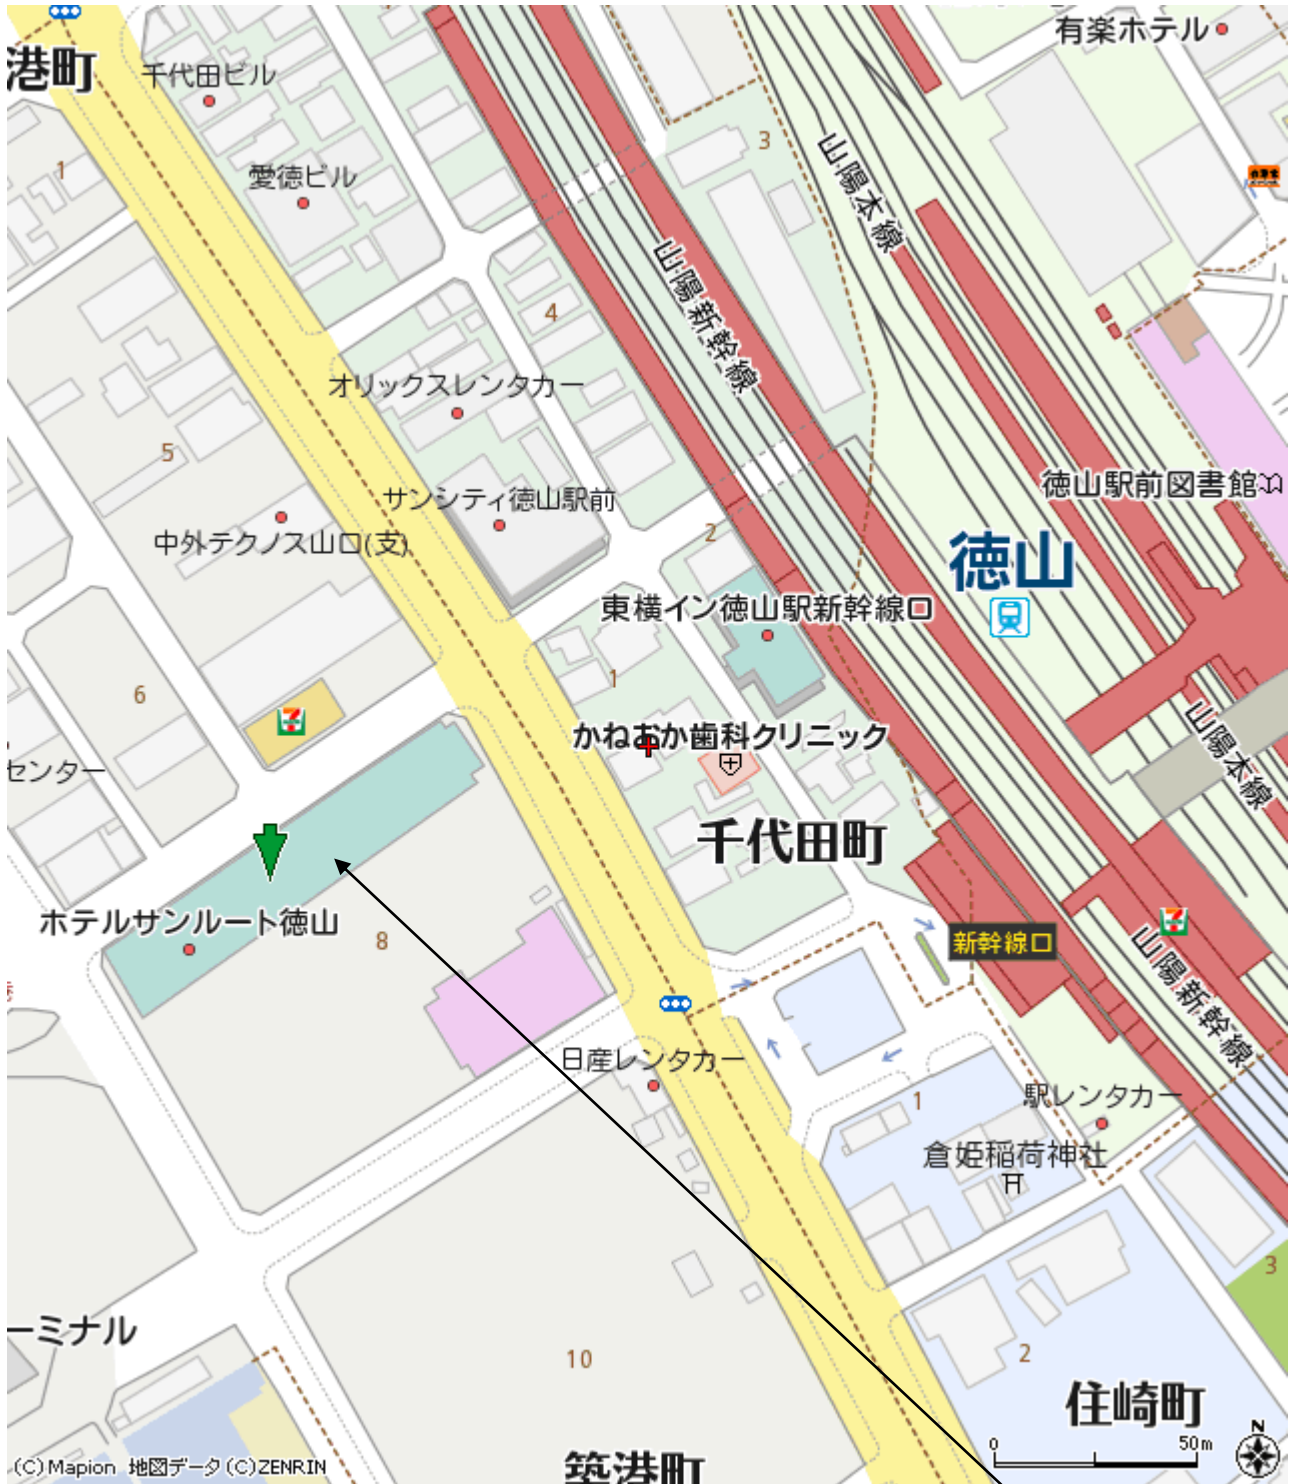 有楽ホテル
港町
千代田ビル
3
山陽本線
1
愛徳ビル
山陽新幹線
4
オリックスレンタカー
5
徳山駅前図書館
サンシティ徳山駅前
2
中外テクノス山口(支)
徳山
東横イン徳山駅新幹線口
1
6
7
山陽本線
かねおか歯科クリニック
センター
千代田町
ホテルサンルート徳山
8
7
新幹線口
山陽新幹線
日産レンタカー
1
駅レンタカー
倉姫稲荷神社
3
ーミナル
10
2
住崎町
N
0
50m
築港町
(C)Mapion 地図データ(C)ZENRIN